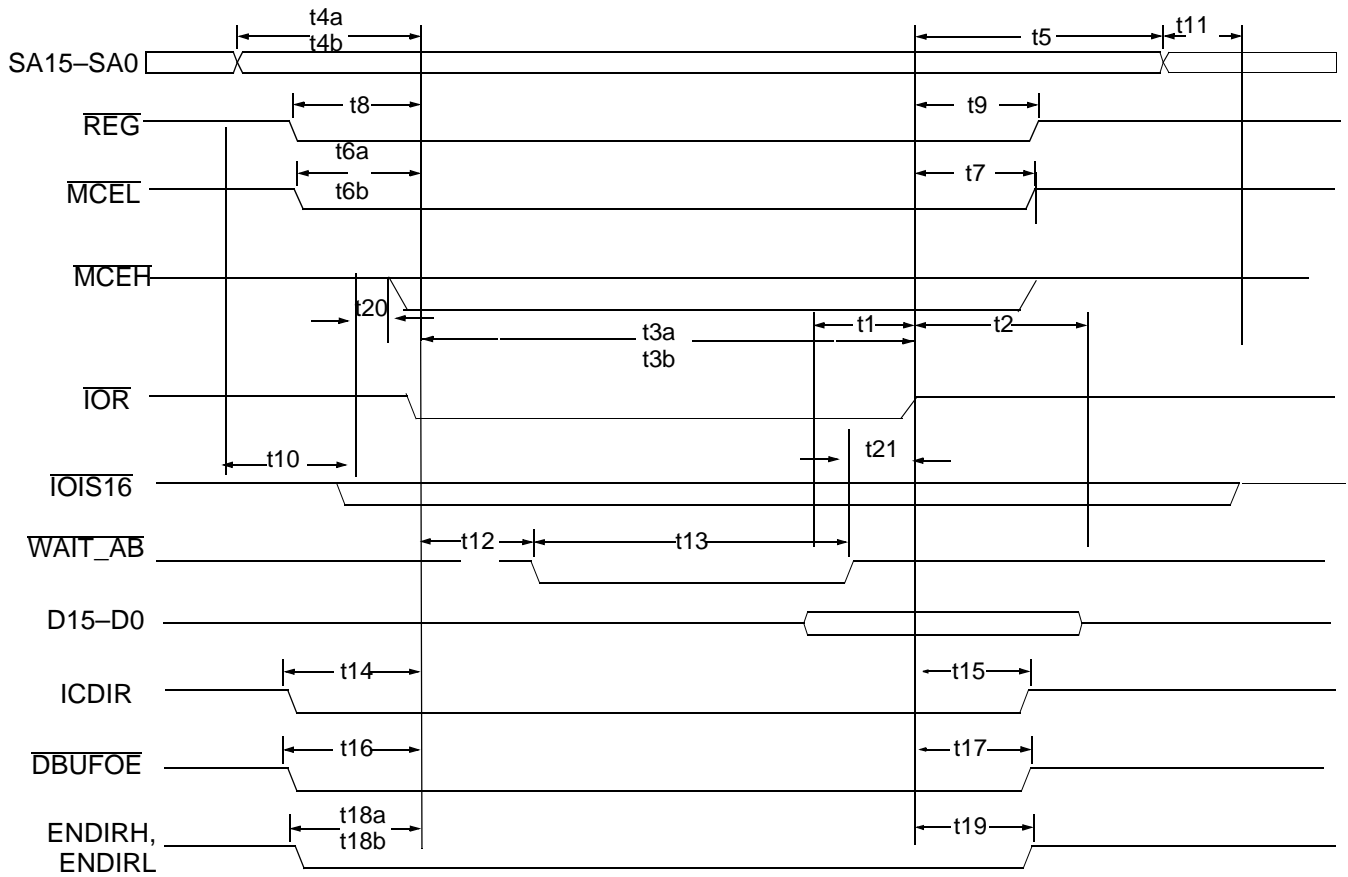 t4a
t4b
t5
t11
SA15–SA0
t8
t9
REG
t6a
t6b
t7
MCEL
MCEH
t20
t1
t2
t3a
t3b
IOR
t21
t10
IOIS16
t12
t13
WAIT_AB
D15–D0
t14
t15
ICDIR
t16
t17
DBUFOE
t18a
t18b
t19
ENDIRH,
ENDIRL